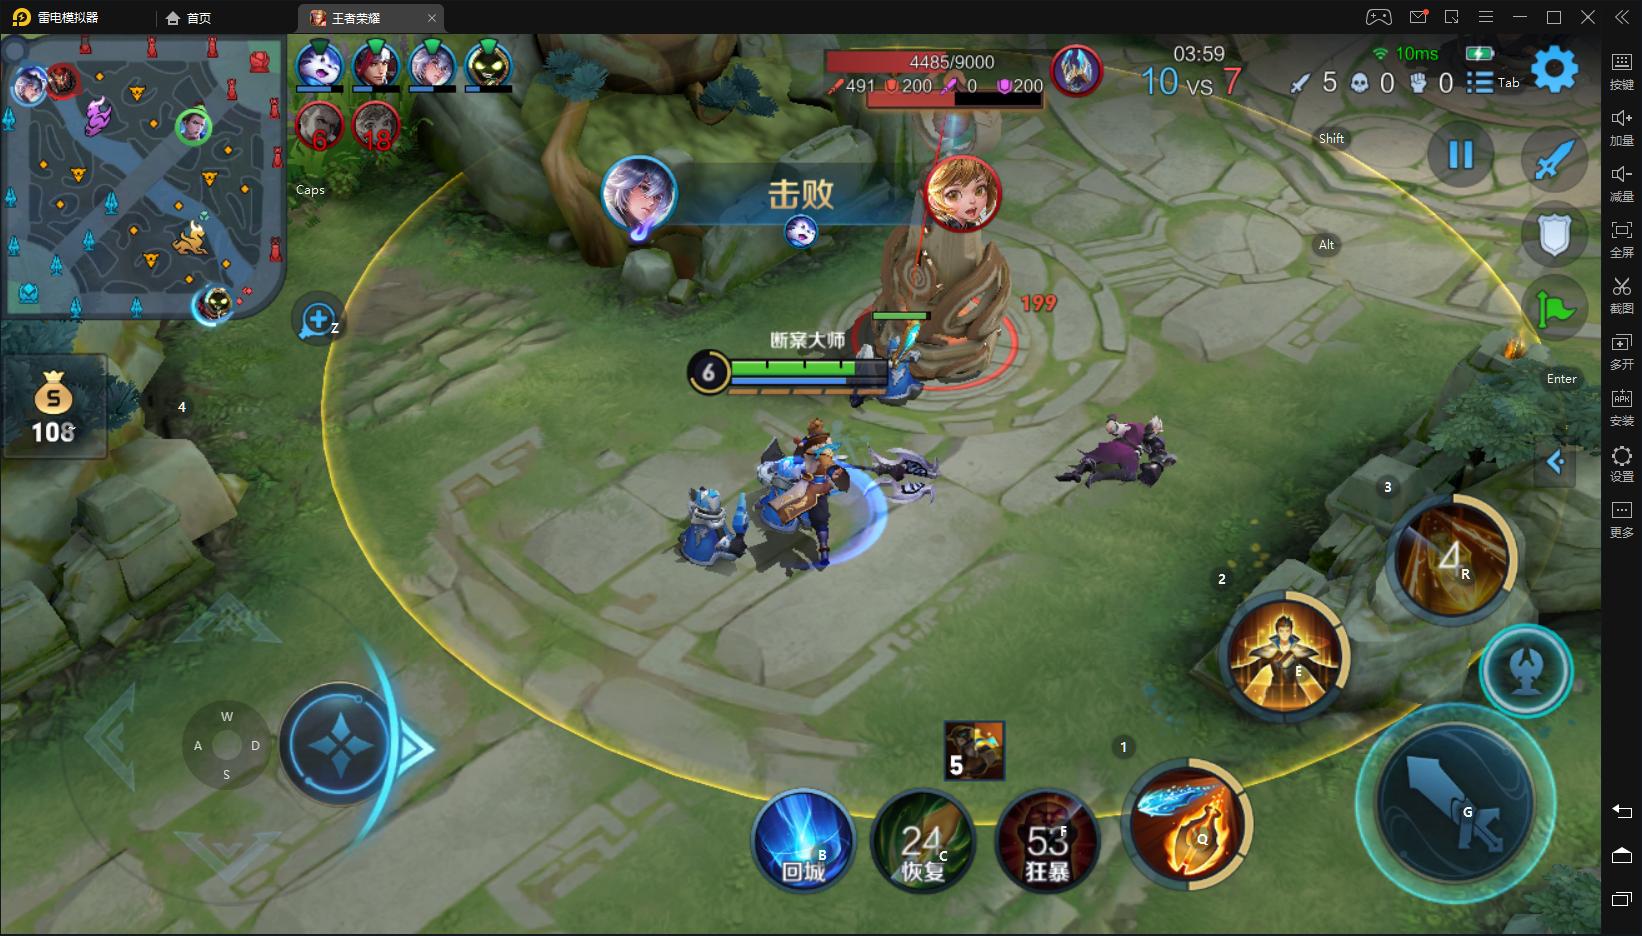 雷电模拟器
首页
王者荣耀
03:59
10ms
4485/9000
491
200
0
200
10 VS 7
5
0
0
Tab
6
18
Caps
击败
Shift
Alt
Z
199
断案大师
6
108
4
Enter
3
4
R
2
E
W
A
D
S
1
5
G
Q
B
回城
24
C
恢复
53
F
狂暴
按键
加量
减量
全屏
截图
多开
APK
安装
设置
更多